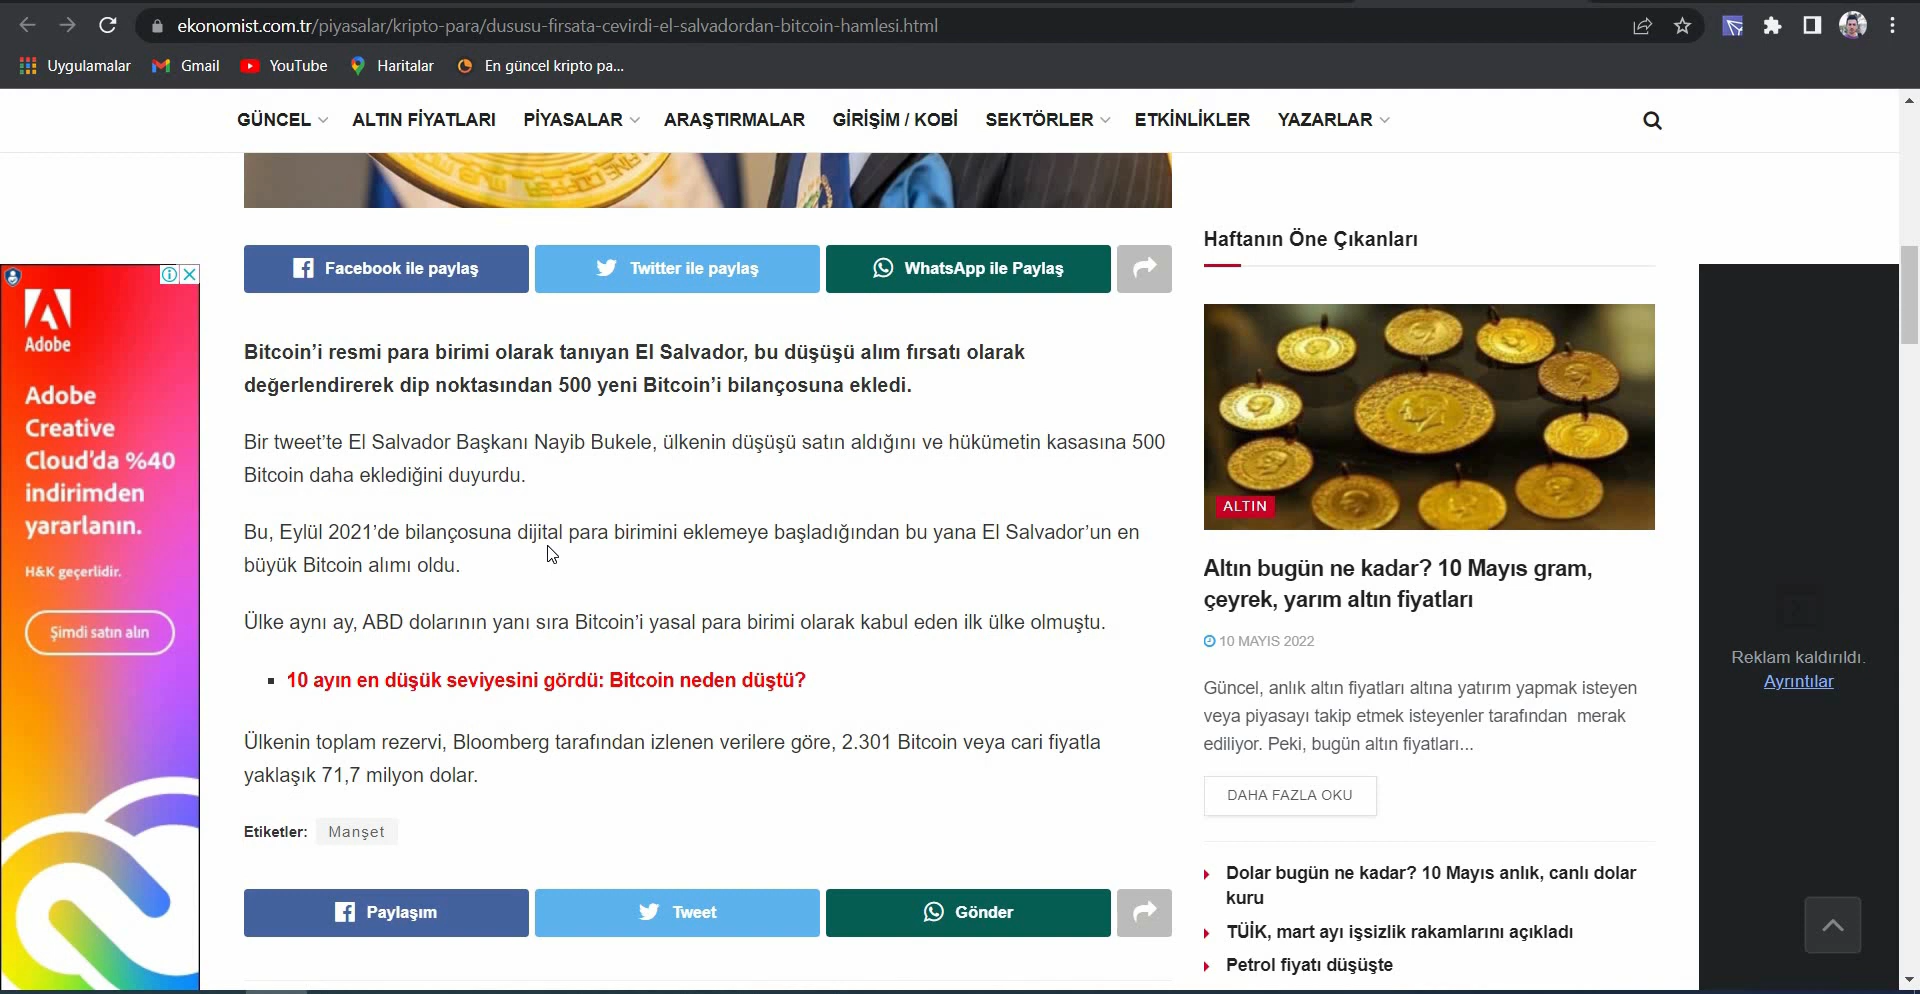 ekonomist.com.tr/piyasalar/kripto-para/dususu-firsata-cevirdi-el-salvadordan-bitcoin-hamlesi.html
Uygulamalar Gmail YouTube Haritalar En güncel kripto pa...
GÜNCEL ALTIN FİYATLARI PİYASALAR ARAŞTIRMALAR GİRİŞİM / KOBİ SEKTÖRLER ETKİNLİKLER YAZARLAR
Facebook ile paylaş Twitter ile paylaş WhatsApp ile Paylaş
Bitcoin’i resmi para birimi olarak tanıyan El Salvador, bu düşüşü alım fırsatı olarak
değerlendirerek dip noktasından 500 yeni Bitcoin’i bilançosuna ekledi.
Bir tweet’te El Salvador Başkanı Nayib Bukele, ülkenin düşüşü satın aldığını ve hükümetin kasasına 500
Bitcoin daha eklediğini duyurdu.
Bu, Eylül 2021’de bilançosuna dijital para birimini eklemeye başladığından bu yana El Salvador’un en
büyük Bitcoin alımı oldu.
Ülke aynı ay, ABD dolarının yanı sıra Bitcoin’i yasal para birimi olarak kabul eden ilk ülke olmuştu.
10 ayın en düşük seviyesini gördü: Bitcoin neden düştü?
Ülkenin toplam rezervi, Bloomberg tarafından izlenen verilere göre, 2.301 Bitcoin veya cari fiyatla
yaklaşık 71,7 milyon dolar.
Etiketler: Manşet
Paylaşım Tweet Gönder
Haftanın Öne Çıkanları
ALTIN
Altın bugün ne kadar? 10 Mayıs gram,
çeyrek, yarım altın fiyatları
10 MAYIS 2022
Güncel, anlık altın fiyatları altına yatırım yapmak isteyen
veya piyasayı takip etmek isteyenler tarafından merak
ediliyor. Peki, bugün altın fiyatları...
DAHA FAZLA OKU
Dolar bugün ne kadar? 10 Mayıs anlık, canlı dolar
kuru
TÜİK, mart ayı işsizlik rakamlarını açıkladı
Petrol fiyatı düşüşte
Adobe
Adobe
Creative
Cloud’da %40
indirimden
yararlanın.
H&K geçerlidir.
Şimdi satın alın
Reklam kaldırıldı.
Ayrıntılar